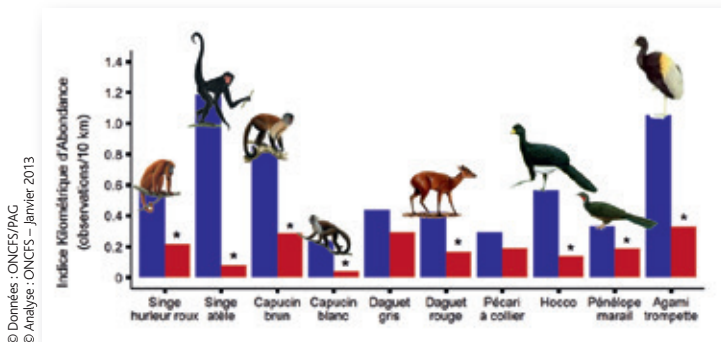 © Données : ONCFS/PAG
© Analyse : ONCFS – Janvier 2013
Indice Kilométrique d'Abondance
(observations/10 km)
1.4
1.2
1.0
0.8
0.6
0.4
0.2
0
* * * * * * * *
Singe hurleur roux
Singe atèle
Capucin brun
Capucin blanc
Daguet gris
Daguet rouge
Pécari à collier
Hocco
Pénélope marail
Agami trompette